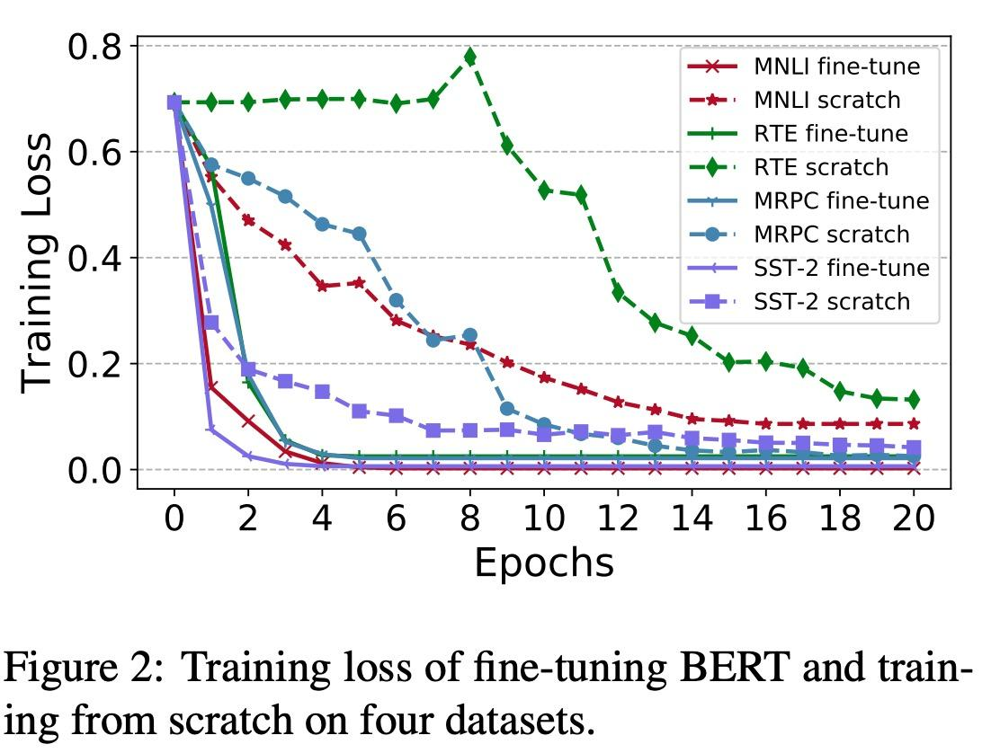 0.8
0.6
0.4
0.2
0.0
Training Loss
MNLI fine-tune
MNLI scratch
RTE fine-tune
RTE scratch
MRPC fine-tune
MRPC scratch
SST-2 fine-tune
SST-2 scratch
0 2 4 6 8 10 12 14 16 18 20
Epochs
Figure 2: Training loss of fine-tuning BERT and train-
ing from scratch on four datasets.